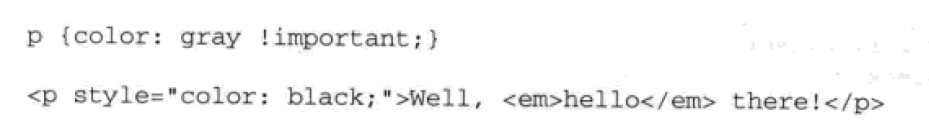 p {color: gray !important;}
<p style="color: black;">Well, <em>hello</em> there!</p>